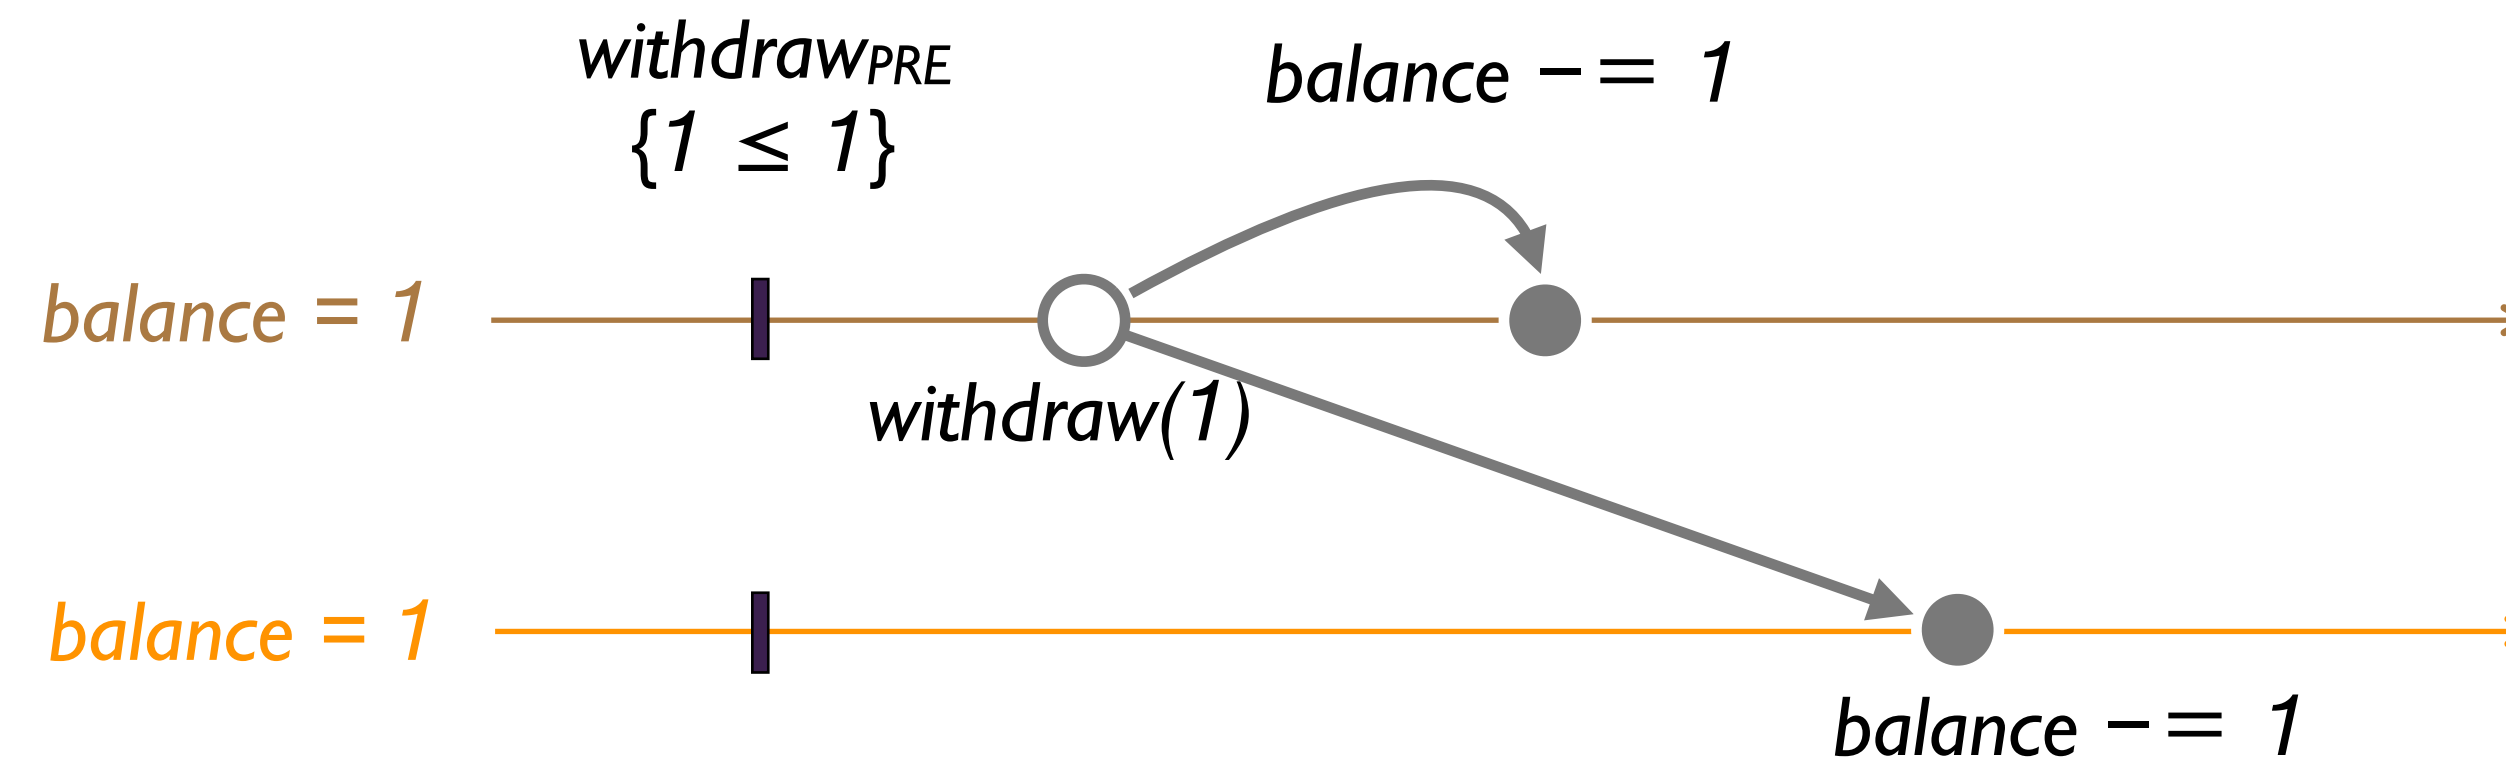 withdrawPRE
{1 ≤ 1}
balance −= 1
balance = 1
withdraw(1)
balance = 1
balance −= 1